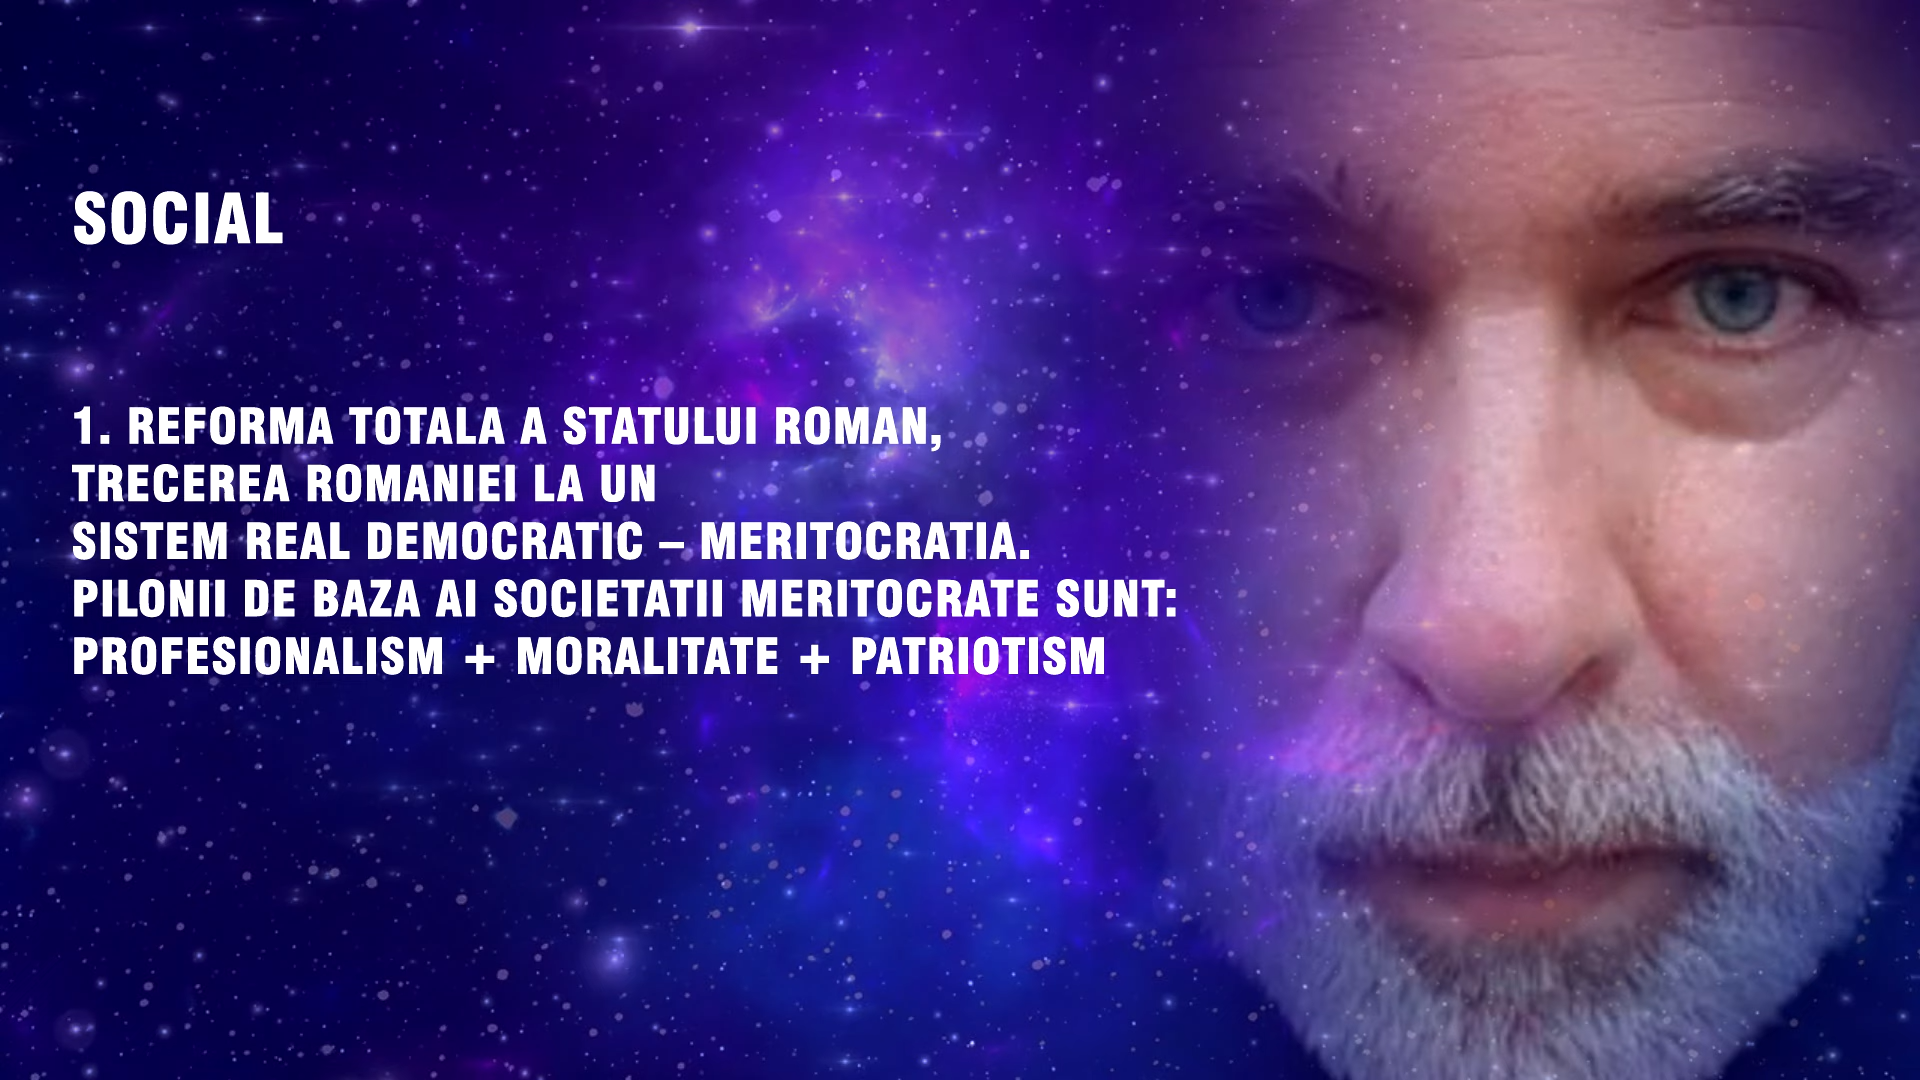 SOCIAL
1. REFORMA TOTALA A STATULUI ROMAN,
TRECEREA ROMANIEI LA UN
SISTEM REAL DEMOCRATIC – MERITOCRATIA.
PILONII DE BAZA AI SOCIETATII MERITOCRATE SUNT:
PROFESIONALISM + MORALITATE + PATRIOTISM